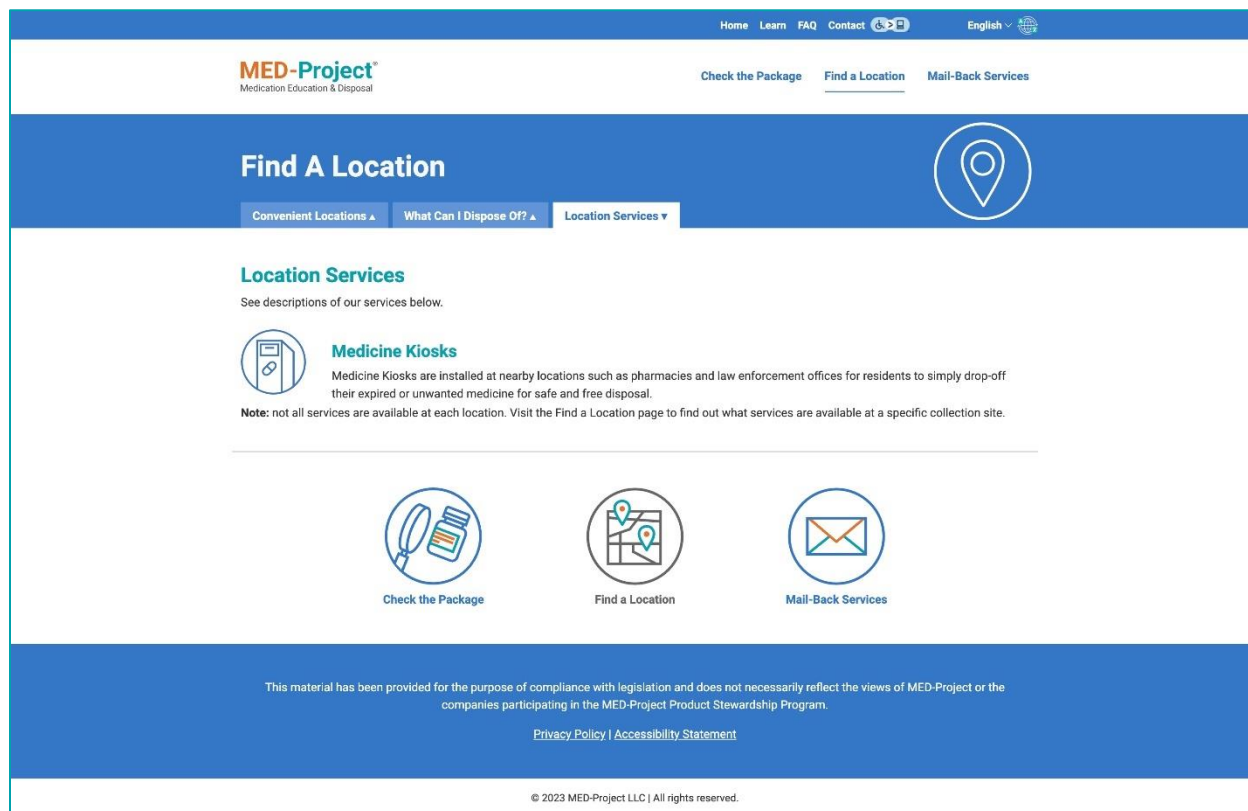 Home Learn FAQ Contact English
MED-Project®
Medication Education & Disposal
Check the Package Find a Location Mail-Back Services
Find A Location
Convenient Locations ▴ What Can I Dispose Of? ▴ Location Services ▾
Location Services
See descriptions of our services below.
Medicine Kiosks
Medicine Kiosks are installed at nearby locations such as pharmacies and law enforcement offices for residents to simply drop-off
their expired or unwanted medicine for safe and free disposal.
Note: not all services are available at each location. Visit the Find a Location page to find out what services are available at a specific collection site.
Check the Package Find a Location Mail-Back Services
This material has been provided for the purpose of compliance with legislation and does not necessarily reflect the views of MED-Project or the
companies participating in the MED-Project Product Stewardship Program.
Privacy Policy | Accessibility Statement
© 2023 MED-Project LLC | All rights reserved.